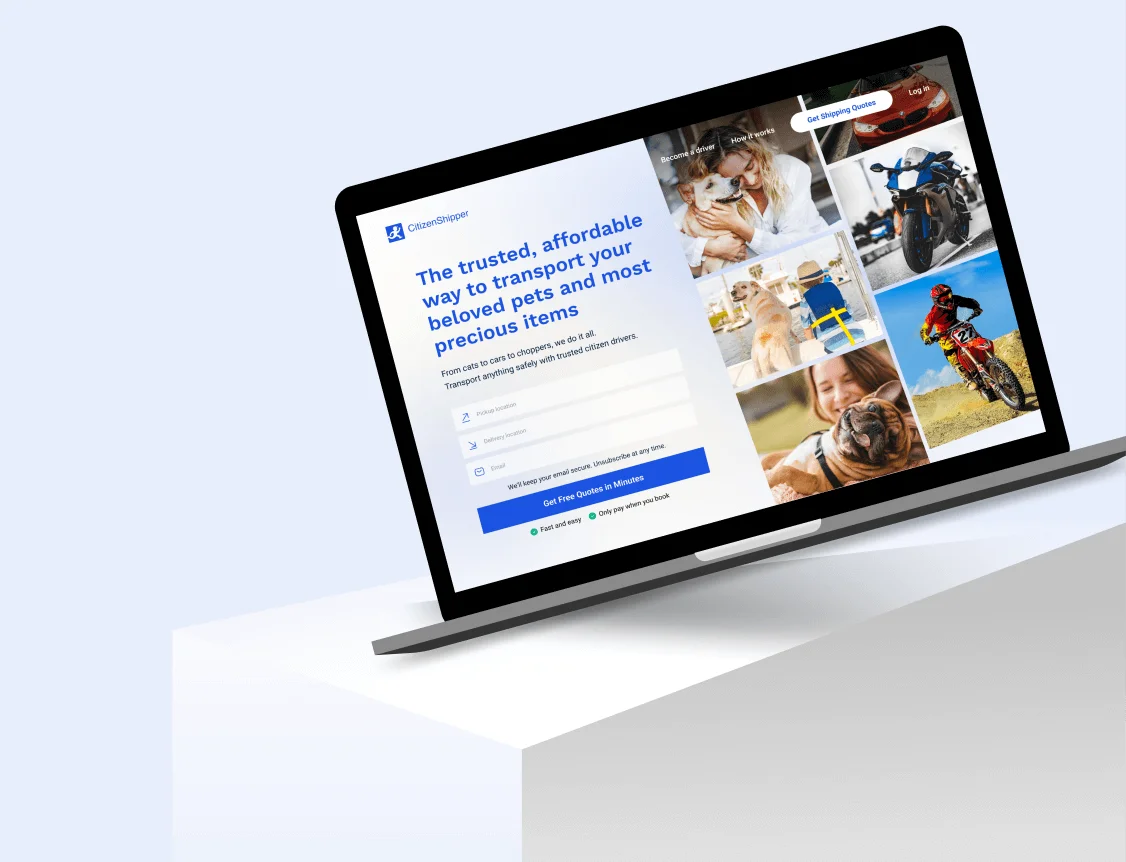 Become a driver
How it works
Get Shipping Quotes
Log in
CitizenShipper
The trusted, affordable
way to transport your
beloved pets and most
precious items
From cats to cars to choppers, we do it all.
Transport anything safely with trusted citizen drivers.
Pickup location
Delivery location
Email
We'll keep your email secure. Unsubscribe at any time.
Get Free Quotes in Minutes
Fast and easy
Only pay when you book
27